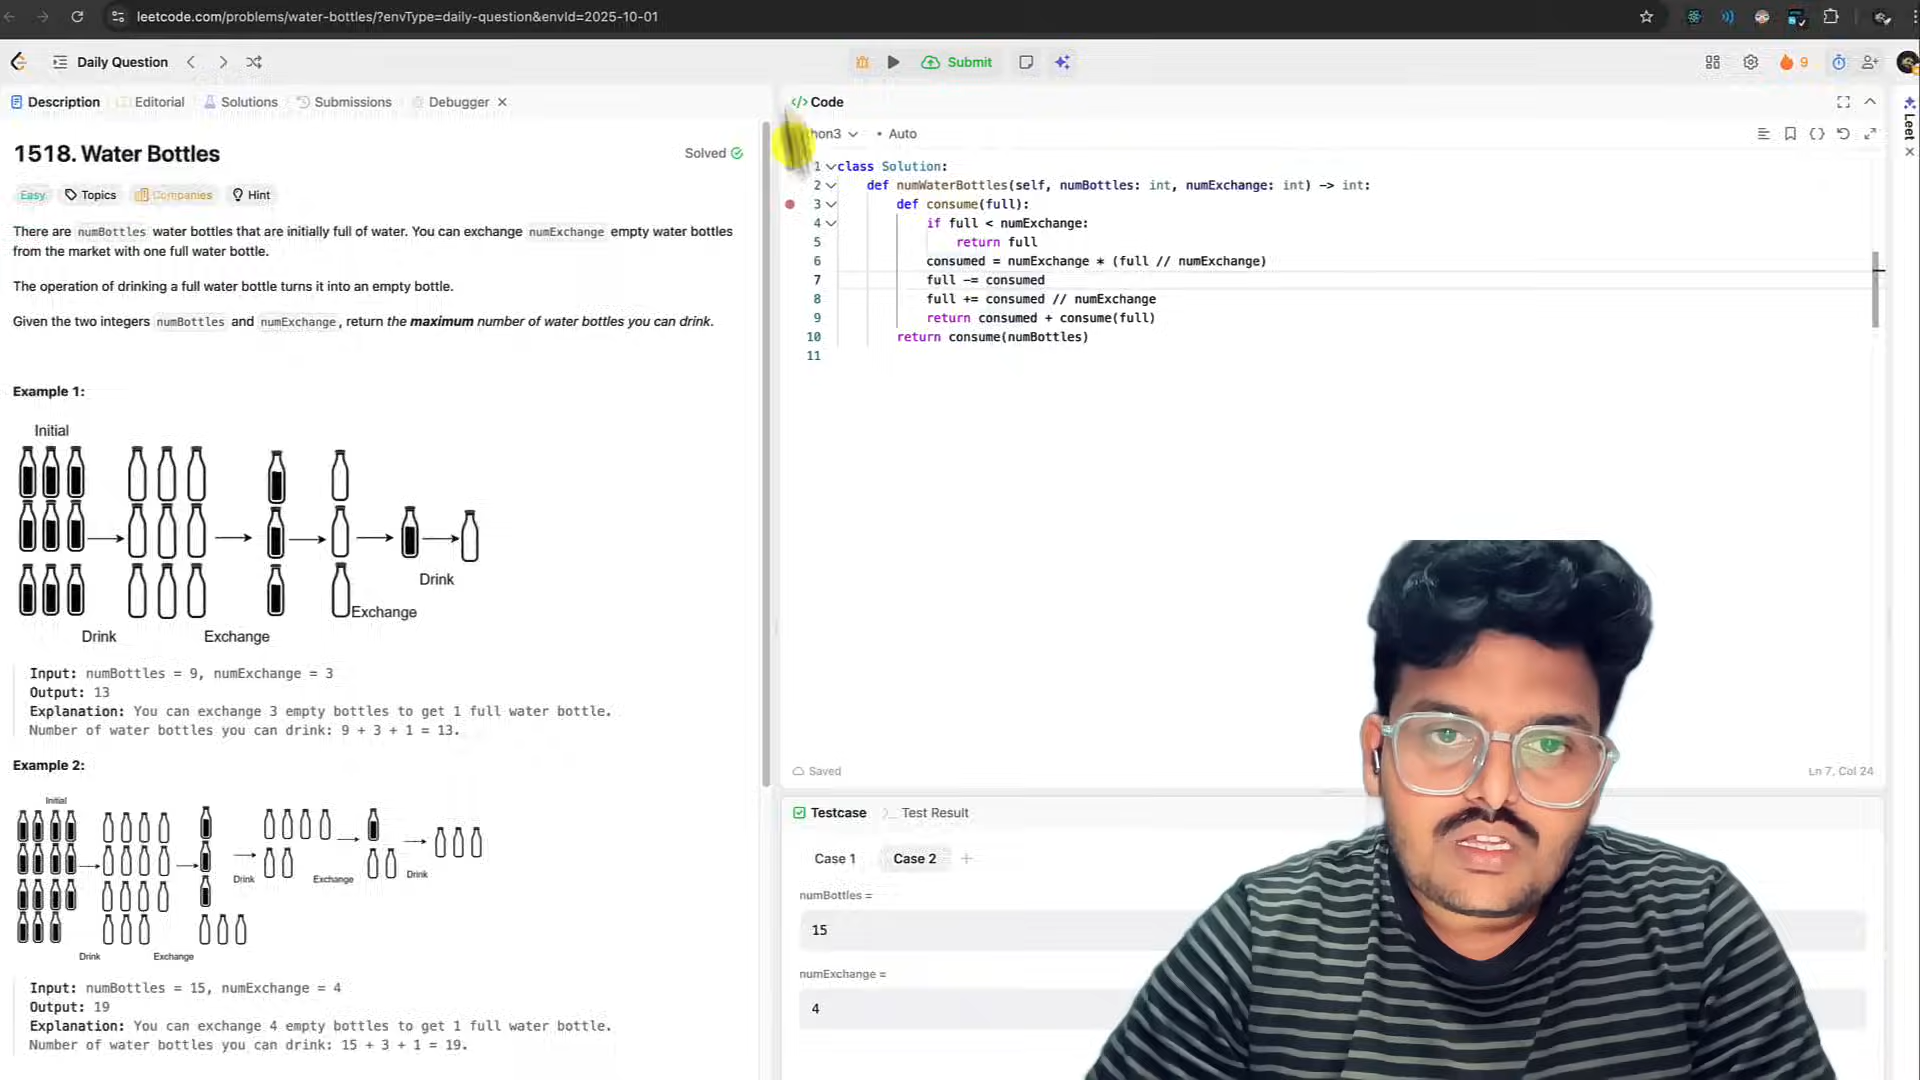 leetcode.com/problems/water-bottles/?envType=daily-question&envId=2025-10-01
Daily Question
Submit
9
Description
Editorial
Solutions
Submissions
Debugger
1518. Water Bottles
Solved
Easy
Topics
Companies
Hint
There are numBottles water bottles that are initially full of water. You can exchange numExchange empty water bottles
from the market with one full water bottle.
The operation of drinking a full water bottle turns it into an empty bottle.
Given the two integers numBottles and numExchange, return the maximum number of water bottles you can drink.
Example 1:
Initial
Drink
Exchange
Exchange
Drink
Input: numBottles = 9, numExchange = 3
Output: 13
Explanation: You can exchange 3 empty bottles to get 1 full water bottle.
Number of water bottles you can drink: 9 + 3 + 1 = 13.
Example 2:
Initial
Drink
Exchange
Drink
Exchange
Drink
Input: numBottles = 15, numExchange = 4
Output: 19
Explanation: You can exchange 4 empty bottles to get 1 full water bottle.
Number of water bottles you can drink: 15 + 3 + 1 = 19.
</> Code
hon3
• Auto
1 class Solution:
2 def numWaterBottles(self, numBottles: int, numExchange: int) -> int:
3 def consume(full):
4 if full < numExchange:
5 return full
6 consumed = numExchange * (full // numExchange)
7 full -= consumed
8 full += consumed // numExchange
9 return consumed + consume(full)
10 return consume(numBottles)
11
Saved
Ln 7, Col 24
Testcase
Test Result
Case 1
Case 2
numBottles =
15
numExchange =
4
Leet